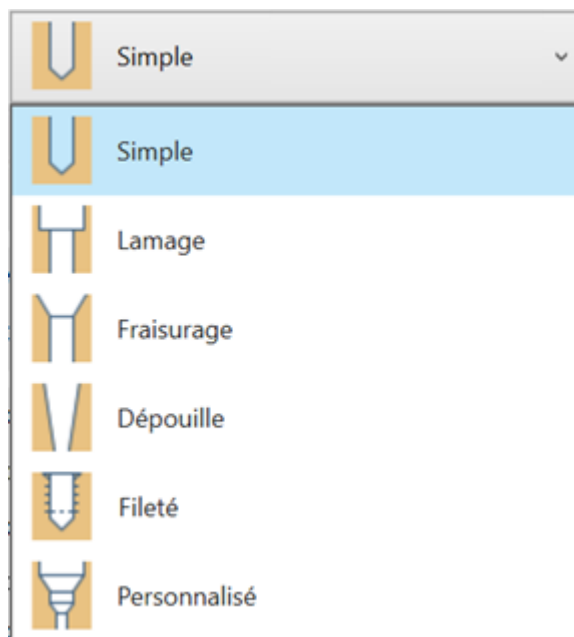 Simple
Simple
Lamage
Fraisurage
Dépouille
Fileté
Personnalisé